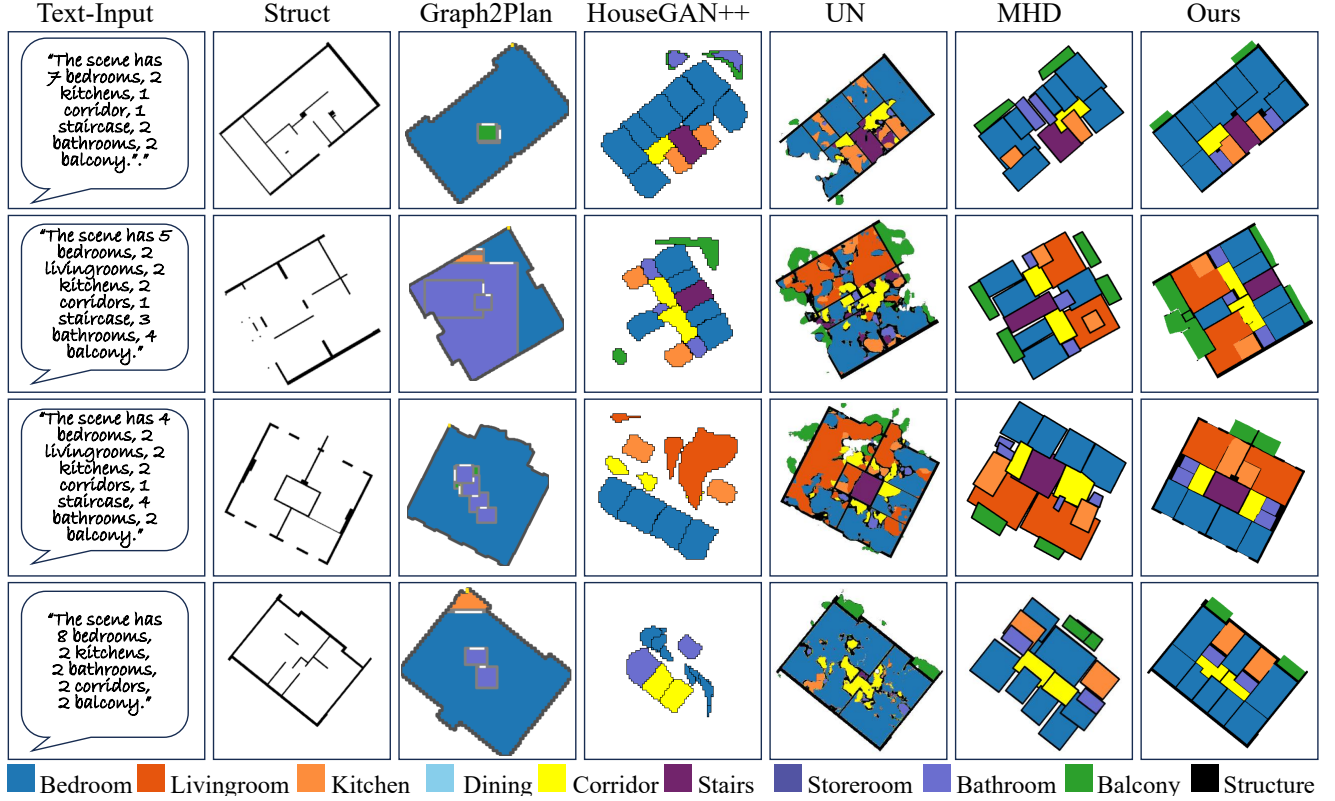 Text-Input Struct Graph2Plan HouseGAN++ UN MHD Ours
"The scene has
7 bedrooms, 2
kitchens, 1
corridor, 1
staircase, 2
bathrooms, 2
balcony."."
"The scene has 5
bedrooms, 2
livingrooms, 2
kitchens, 2
corridors, 1
staircase, 3
bathrooms, 4
balcony."
"The scene has 4
bedrooms, 2
livingrooms, 2
kitchens, 2
corridors, 1
staircase, 4
bathrooms, 2
balcony."
"The scene has
8 bedrooms,
2 kitchens,
2 bathrooms,
2 corridors,
2 balcony."
Bedroom Livingroom Kitchen Dining Corridor Stairs Storeroom Bathroom Balcony Structure